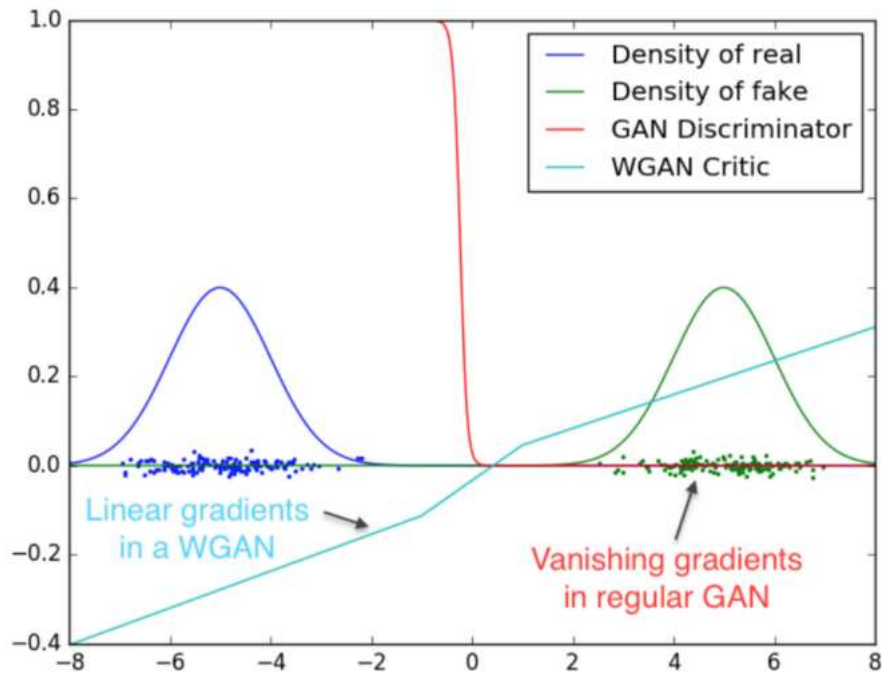 1.0
Density of real
Density of fake
0.8
GAN Discriminator
WGAN Critic
0.6
0.4
0.2
0.0
Linear gradients
in a WGAN
Vanishing gradients
in regular GAN
−0.2
−0.4
−8 −6 −4 −2 0 2 4 6 8